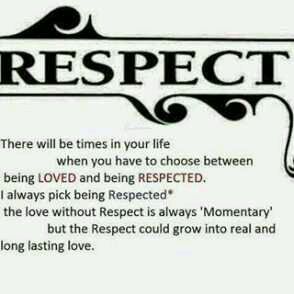 RESPECT
There will be times in your life
when you have to choose between
being LOVED and being RESPECTED.
I always pick being Respected*
the love without Respect is always 'Momentary'
but the Respect could grow into real and
long lasting love.